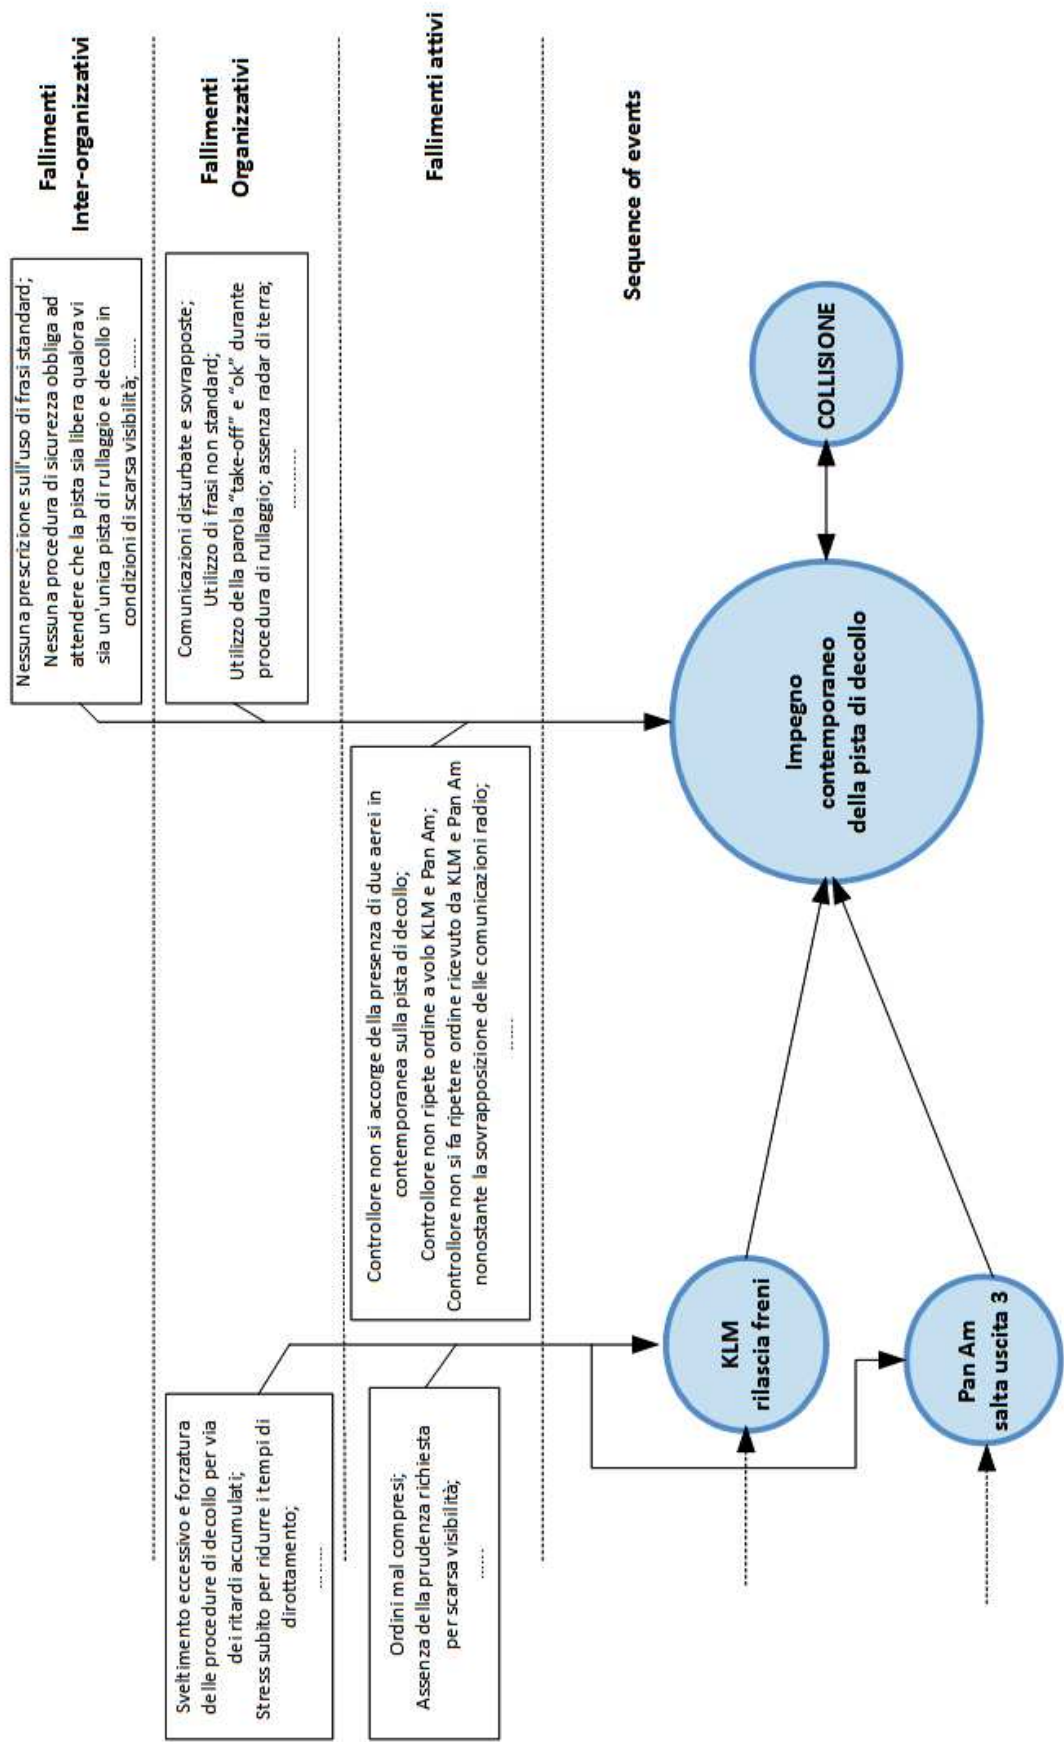 Fallimenti
Inter-organizzativi
Nessuna prescrizione sull'uso di frasi standard;
Nessuna procedura di sicurezza obbliga ad
attendere che la pista sia libera qualora vi
sia un'unica pista di rullaggio e decollo in
condizioni di scarsa visibilità; ......
Fallimenti
Organizzativi
Sveltimento eccessivo e forzatura
delle procedure di decollo per via
dei ritardi accumulati;
Stress subito per ridurre i tempi di
dirottamento;
........
Comunicazioni disturbate e sovrapposte;
Utilizzo di frasi non standard;
Utilizzo della parola “take-off” e “ok” durante
procedura di rullaggio; assenza radar di terra;
..........
Fallimenti attivi
Ordini mal compresi;
Assenza della prudenza richiesta
per scarsa visibilità;
......
Controllore non si accorge della presenza di due aerei in
contemporanea sulla pista di decollo;
Controllore non ripete ordine a volo KLM e Pan Am;
Controllore non si fa ripetere ordine ricevuto da KLM e Pan Am
nonostante la sovrapposizione delle comunicazioni radio;
......
Sequence of events
KLM
rilascia freni
Pan Am
salta uscita 3
Impegno
contemporaneo
della pista di decollo
COLLISIONE